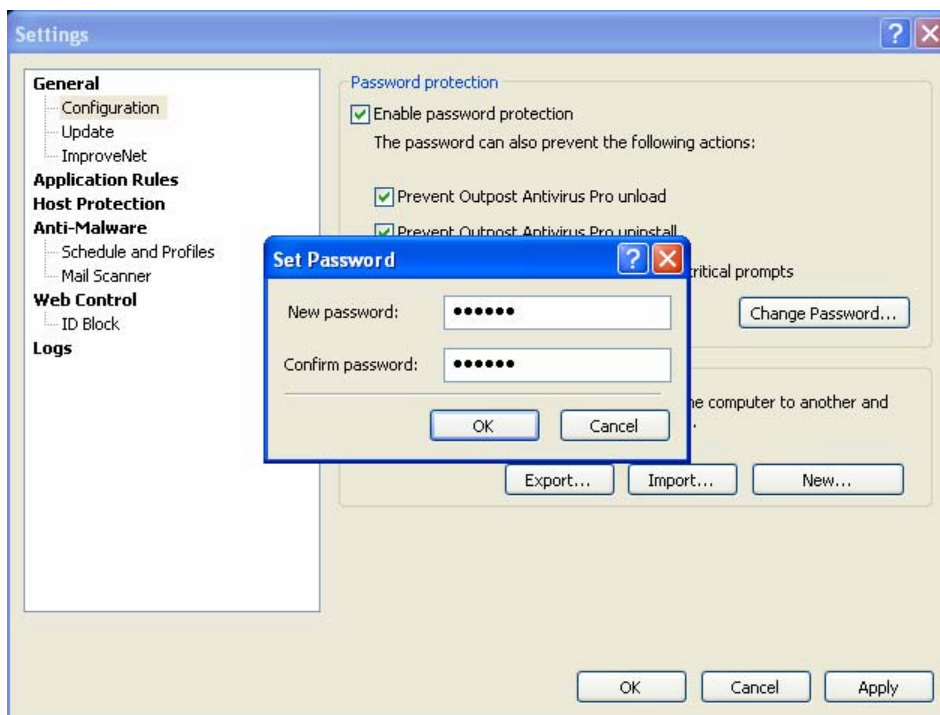 Settings
General
Configuration
Update
ImproveNet
Application Rules
Host Protection
Anti-Malware
Schedule and Profiles
Mail Scanner
Web Control
ID Block
Logs
Password protection
Enable password protection
The password can also prevent the following actions:
Prevent Outpost Antivirus Pro unload
Prevent Outpost Antivirus Pro uninstall
critical prompts
Change Password...
computer to another and
Export... Import... New...
Set Password
New password: ••••••
Confirm password: ••••••
OK Cancel
OK Cancel Apply